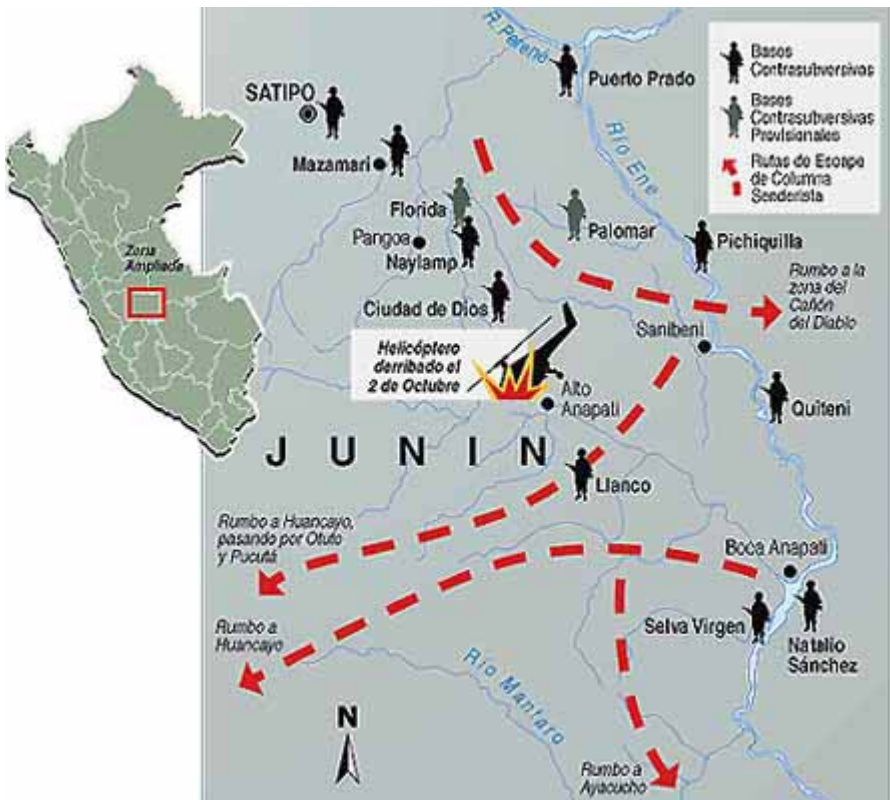 R. Perené
Puerto Prado
Bases
Contrasubversivas
Bases
Contrasubversivas
Provisionales
Rutas de Escape
de Columna
Senderista
SATIPO
Mazamari
Río Ene
Florida
Pangoa
Naylamp
Palomar
Pichiquilla
Zona
Ampliada
Ciudad de Dios
Rumbo a la
zona del
Cañón
del Diablo
Helicóptero
derribado el
2 de Octubre
Sanibeni
Alto
Anapati
Quiteni
JUNIN
Llanco
Rumbo a Huancayo,
pasando por Otuto
y Pucutá
Boca Anapati
Rumbo a
Huancayo
Selva Virgen
Natalio
Sánchez
Río Mantaro
N
Rumbo a
Ayacucho